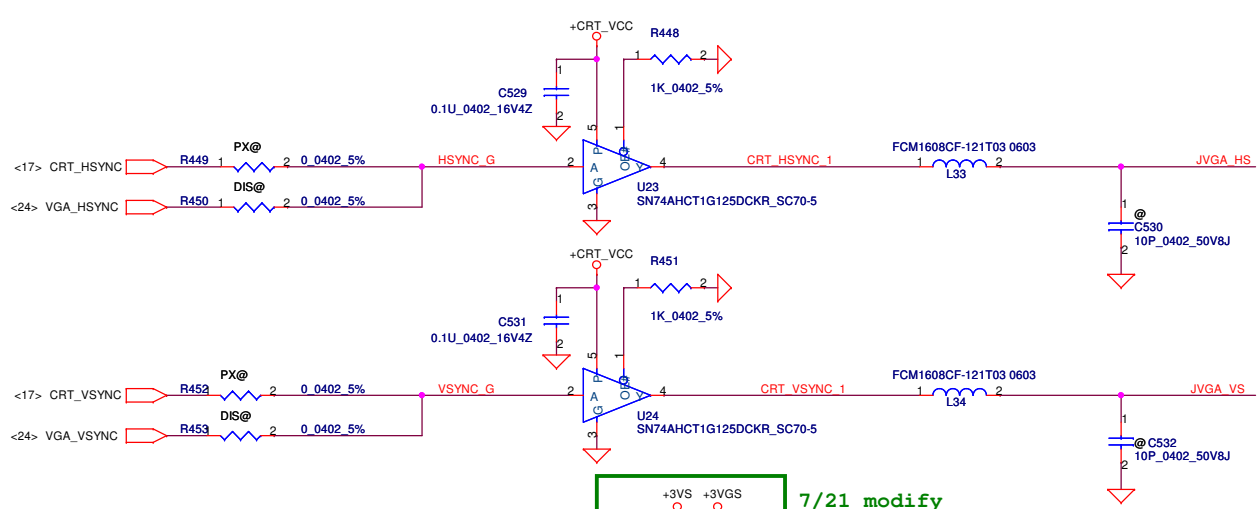 +CRT_VCC
R448
1 2
1K_0402_5%
1
C529
0.1U_0402_16V4Z
2
5
1
<17> CRT_HSYNC
R449 1
PX@
2 0_0402_5%
HSYNC_G
2
A
P
OE#
Y
G
4
CRT_HSYNC_1
FCM1608CF-121T03 0603
1 2
L33
JVGA_HS
<24> VGA_HSYNC
R450 1
DIS@
2 0_0402_5%
3
U23
SN74AHCT1G125DCKR_SC70-5
1
@
C530
10P_0402_50V8J
2
+CRT_VCC
R451
1 2
1K_0402_5%
1
C531
0.1U_0402_16V4Z
2
5
1
<17> CRT_VSYNC
R452 1
PX@
2 0_0402_5%
VSYNC_G
2
A
P
OE#
Y
G
4
CRT_VSYNC_1
FCM1608CF-121T03 0603
1 2
L34
JVGA_VS
<24> VGA_VSYNC
R453 1
DIS@
2 0_0402_5%
3
U24
SN74AHCT1G125DCKR_SC70-5
1
@ C532
10P_0402_50V8J
2
+3VS +3VGS
7/21 modify